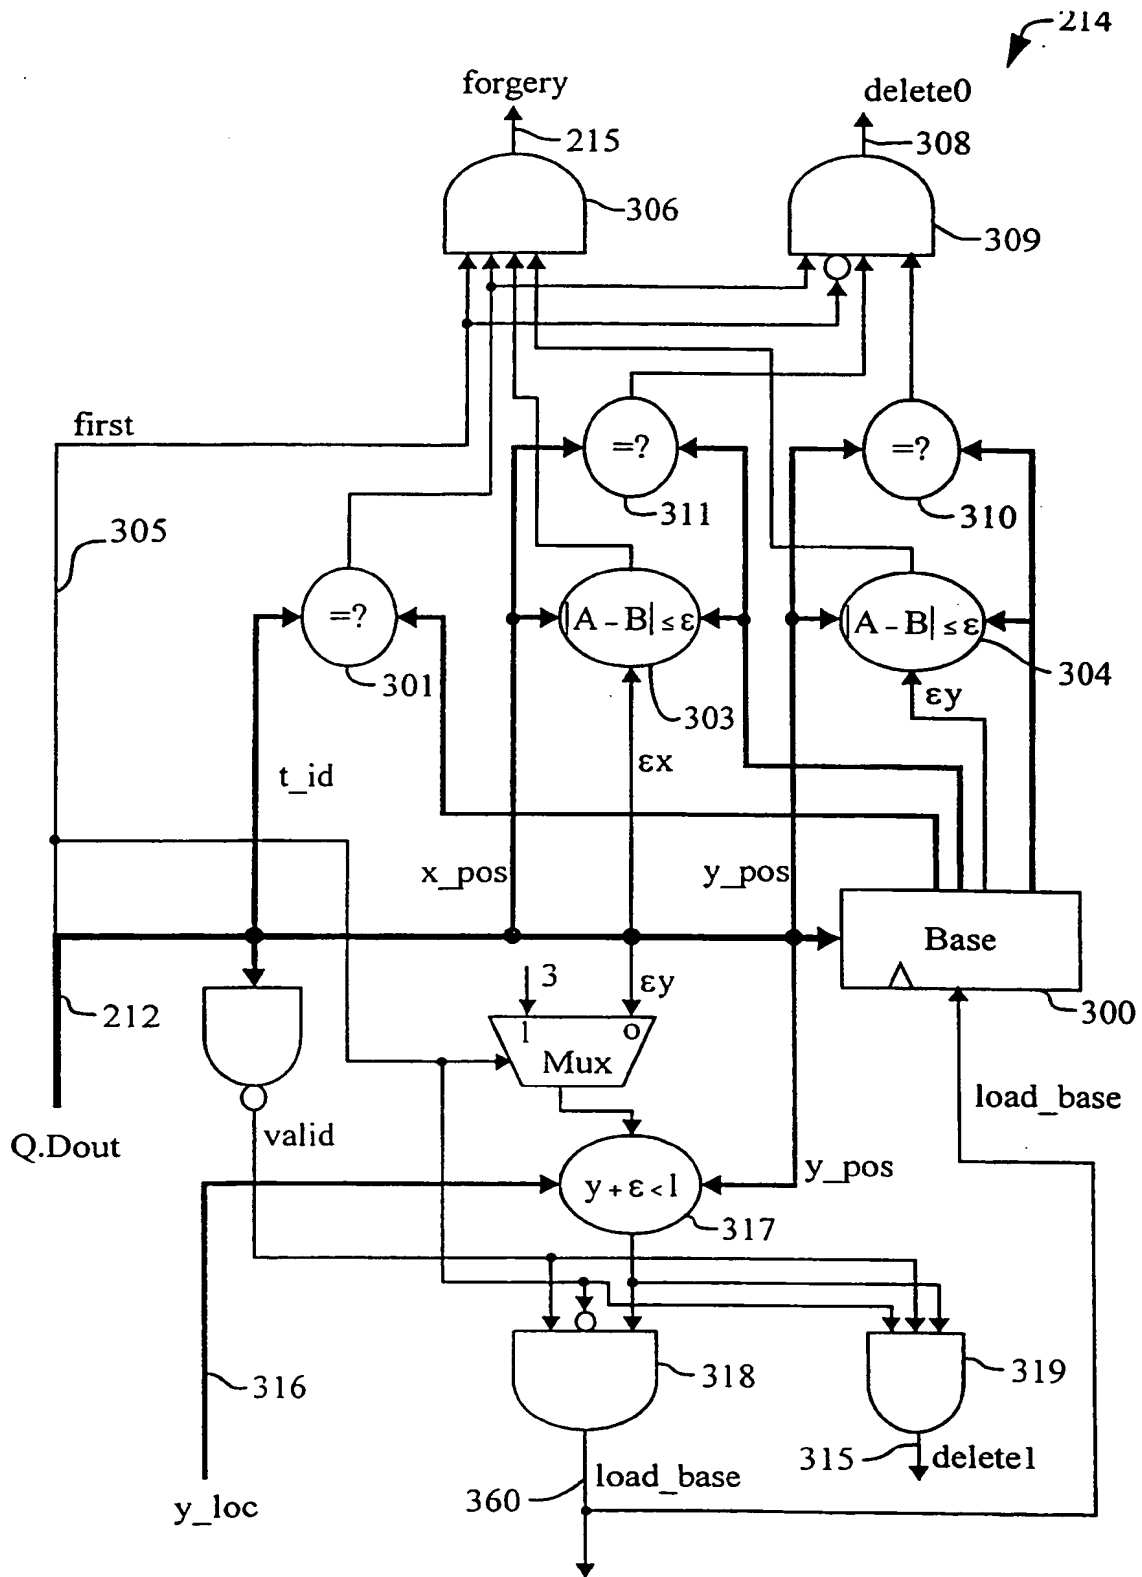 214
forgery
delete0
215
308
306
309
first
=?
=?
311
310
305
=?
|A - B| ≤ ε
|A - B| ≤ ε
301
303
304
εy
εx
t_id
x_pos
y_pos
Base
3
εy
212
1
0
300
Mux
load_base
Q.Dout
valid
y_pos
y + ε < l
317
318
319
316
315
delete1
load_base
360
y_loc